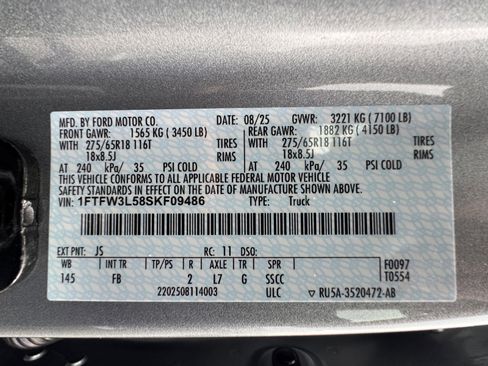 MFD. BY FORD MOTOR CO. DATE: 08/25 GVWR: 3221 KG ( 7100 LB)
FRONT GAWR: 1565 KG ( 3450 LB) REAR GAWR: 1882 KG ( 4150 LB)
WITH 275/65R18 116T TIRES WITH 275/65R18 116T TIRES
18x8.5J RIMS 18x8.5J RIMS
AT 240 kPa/ 35 PSI COLD AT 240 kPa/ 35 PSI COLD
THIS VEHICLE CONFORMS TO ALL APPLICABLE FEDERAL MOTOR VEHICLE
SAFETY STANDARDS IN EFFECT ON THE DATE OF MANUFACTURE SHOWN ABOVE.
VIN: 1FTFW3L58SKF09486 TYPE: Truck
EXT PNT: JS RC: 11 DSO:
WB INT TR TP/PS R AXLE TR SPR F0097
145 FB 2 L7 G SSCC T0554
2202508114003 ULC ▽ RU5A-3520472-AB